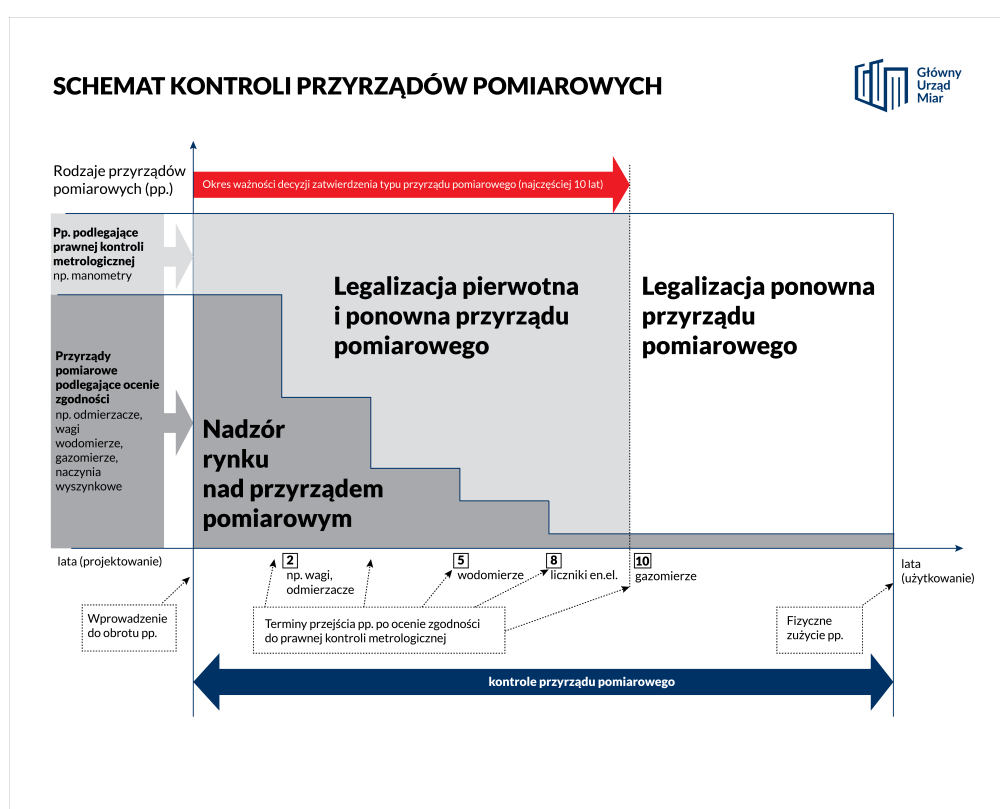 SCHEMAT KONTROLI PRZYRZĄDÓW POMIAROWYCH
Główny
Urząd
Miar
Rodzaje przyrządów
pomiarowych (pp.)
Okres ważności decyzji zatwierdzenia typu przyrządu pomiarowego (najczęściej 10 lat)
Pp. podlegające
prawnej kontroli
metrologicznej
np. manometry
Legalizacja pierwotna
i ponowna przyrządu
pomiarowego
Legalizacja ponowna
przyrządu
pomiarowego
Przyrządy
pomiarowe
podlegające ocenie
zgodności
np. odmierzacze,
wagi
wodomierze,
gazomierze,
naczynia
wyszynkowe
Nadzór
rynku
nad przyrządem
pomiarowym
lata (projektowanie)
2
np. wagi,
odmierzacze
5
wodomierze
8
liczniki en.el.
10
gazomierze
lata
(użytkowanie)
Wprowadzenie
do obrotu pp.
Terminy przejścia pp. po ocenie zgodności
do prawnej kontroli metrologicznej
Fizyczne
zużycie pp.
kontrole przyrządu pomiarowego